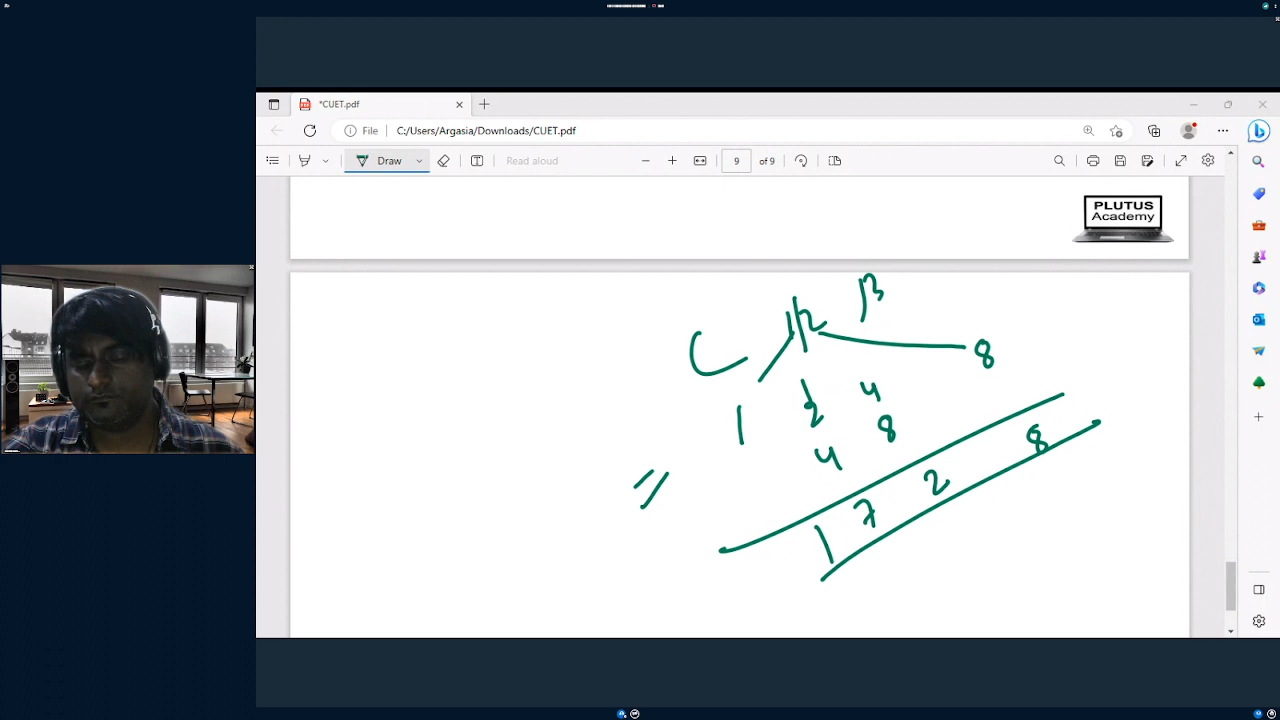 *CUET.pdf
File C:/Users/Argasia/Downloads/CUET.pdf
Draw Read aloud 9 of 9
PLUTUS
Academy
(12)3
8
1 2 4
4 8
=
1 7 2 8